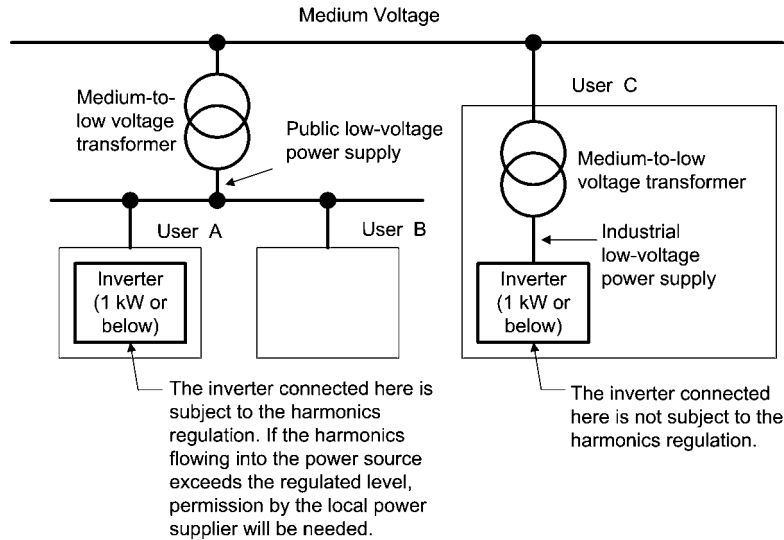 Medium Voltage
Medium-to-
low voltage
transformer
Public low-voltage
power supply
User A
User B
Inverter
(1 kW or
below)
The inverter connected here is
subject to the harmonics
regulation. If the harmonics
flowing into the power source
exceeds the regulated level,
permission by the local power
supplier will be needed.
User C
Medium-to-low
voltage transformer
Industrial
low-voltage
power supply
Inverter
(1 kW or
below)
The inverter connected
here is not subject to the
harmonics regulation.